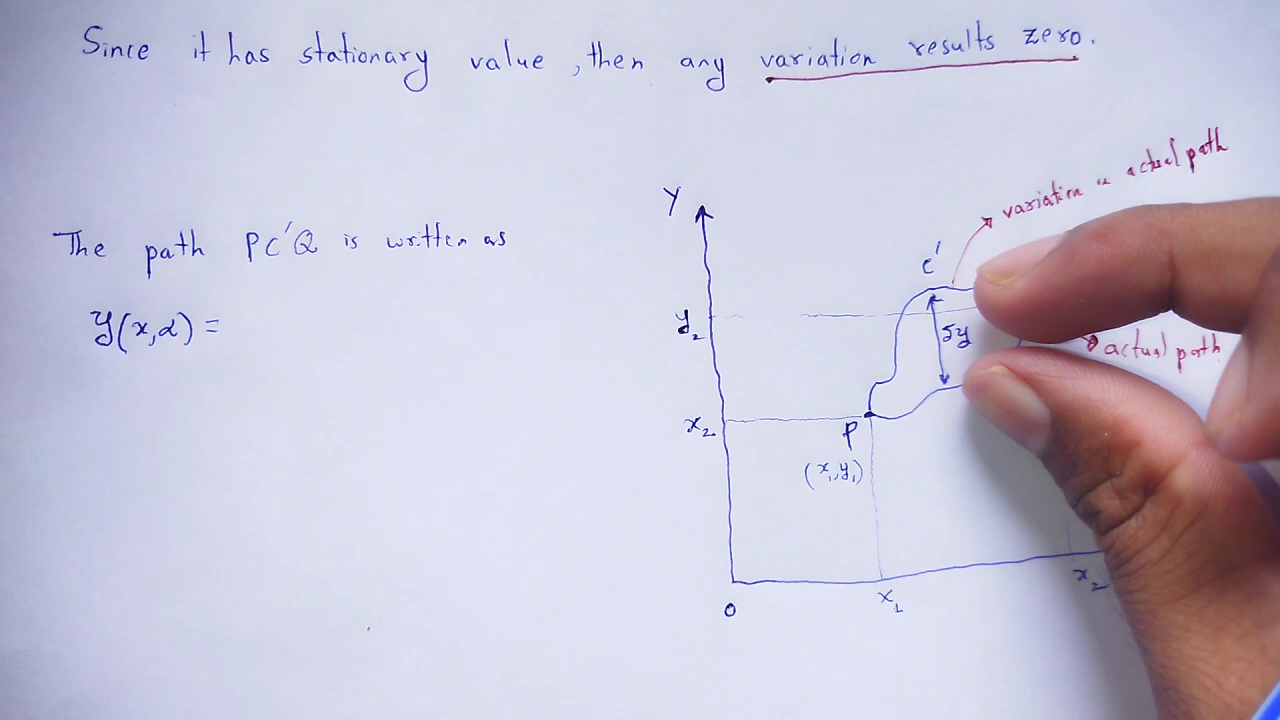 Since it has stationary value, then any variation results zero.
variation in actual path
Y
The path PC'Q is written as
C'
y(x,α) =
y₂
δy
actual path
x₂
P
(x₁,y₁)
x₂
x₁
0